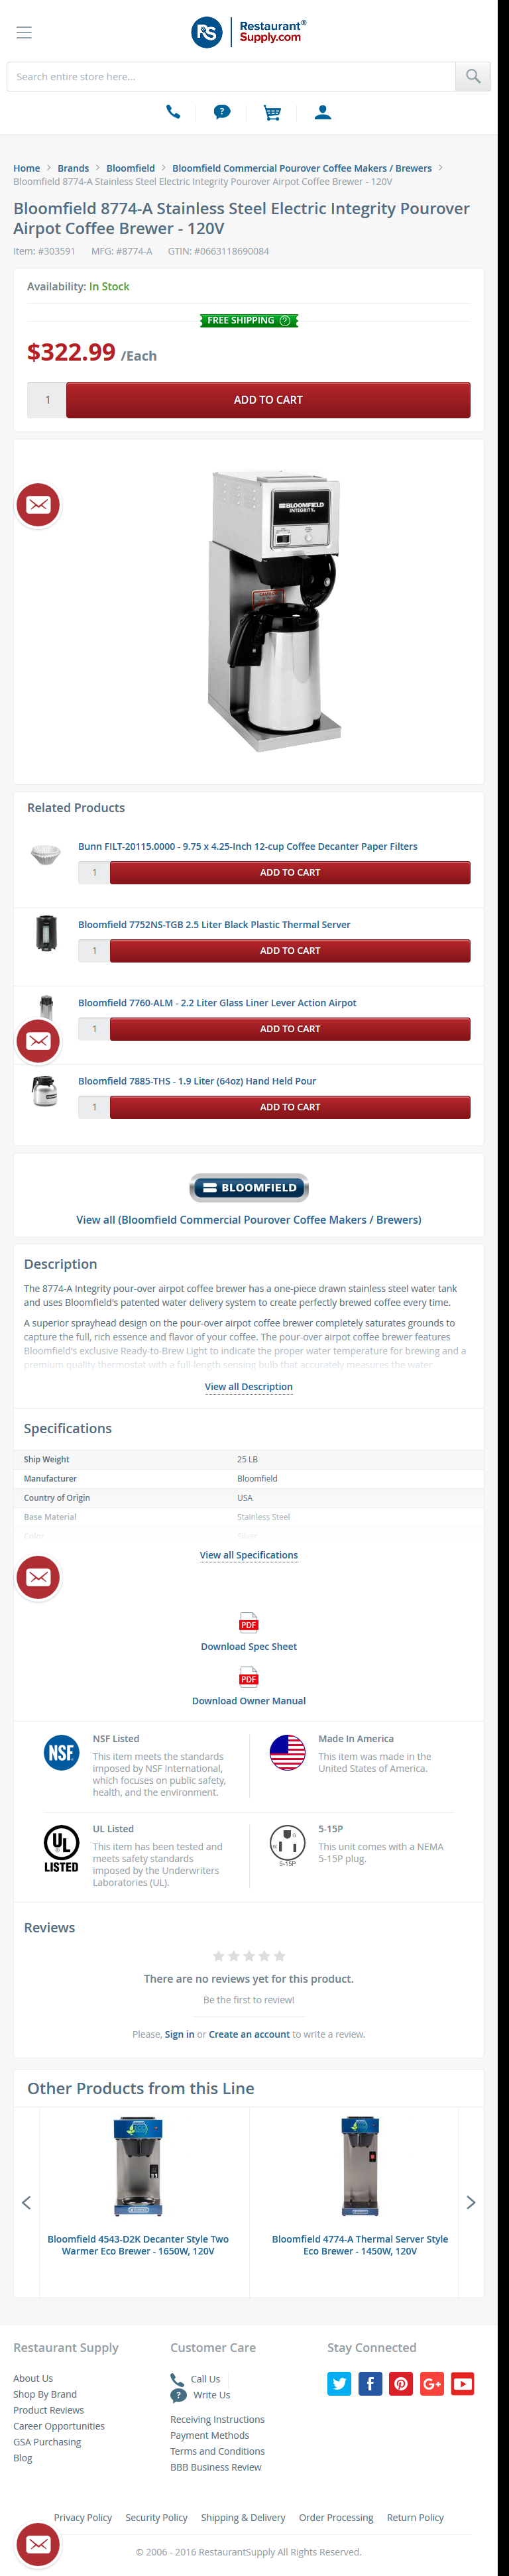 Restaurant®
Supply.com
Search entire store here...
Home > Brands > Bloomfield > Bloomfield Commercial Pourover Coffee Makers / Brewers >
Bloomfield 8774-A Stainless Steel Electric Integrity Pourover Airpot Coffee Brewer - 120V
Bloomfield 8774-A Stainless Steel Electric Integrity Pourover
Airpot Coffee Brewer - 120V
Item: #303591 MFG: #8774-A GTIN: #0663118690084
Availability: In Stock
FREE SHIPPING ?
$322.99 /Each
1 ADD TO CART
BLOOMFIELD
INTEGRITY
Related Products
Bunn FILT-20115.0000 - 9.75 x 4.25-Inch 12-cup Coffee Decanter Paper Filters
1 ADD TO CART
Bloomfield 7752NS-TGB 2.5 Liter Black Plastic Thermal Server
1 ADD TO CART
Bloomfield 7760-ALM - 2.2 Liter Glass Liner Lever Action Airpot
1 ADD TO CART
Bloomfield 7885-THS - 1.9 Liter (64oz) Hand Held Pour
1 ADD TO CART
BLOOMFIELD
View all (Bloomfield Commercial Pourover Coffee Makers / Brewers)
Description
The 8774-A Integrity pour-over airpot coffee brewer has a one-piece drawn stainless steel water tank
and uses Bloomfield's patented water delivery system to create perfectly brewed coffee every time.
A superior sprayhead design on the pour-over airpot coffee brewer completely saturates grounds to
capture the full, rich essence and flavor of your coffee. The pour-over airpot coffee brewer features
Bloomfield's exclusive Ready-to-Brew Light to indicate the proper water temperature for brewing and a
premium quality thermostat with a full-length sensing bulb that accurately measures the water
View all Description
Specifications
Ship Weight 25 LB
Manufacturer Bloomfield
Country of Origin USA
Base Material Stainless Steel
Color Silver
View all Specifications
PDF
Download Spec Sheet
PDF
Download Owner Manual
NSF
NSF Listed
This item meets the standards
imposed by NSF International,
which focuses on public safety,
health, and the environment.
Made In America
This item was made in the
United States of America.
UL
LISTED
UL Listed
This item has been tested and
meets safety standards
imposed by the Underwriters
Laboratories (UL).
5-15P
5-15P
This unit comes with a NEMA
5-15P plug.
Reviews
There are no reviews yet for this product.
Be the first to review!
Please, Sign in or Create an account to write a review.
Other Products from this Line
Bloomfield 4543-D2K Decanter Style Two
Warmer Eco Brewer - 1650W, 120V
Bloomfield 4774-A Thermal Server Style
Eco Brewer - 1450W, 120V
Restaurant Supply
About Us
Shop By Brand
Product Reviews
Career Opportunities
GSA Purchasing
Blog
Customer Care
Call Us
Write Us
Receiving Instructions
Payment Methods
Terms and Conditions
BBB Business Review
Stay Connected
Privacy Policy Security Policy Shipping & Delivery Order Processing Return Policy
© 2006 - 2016 RestaurantSupply All Rights Reserved.